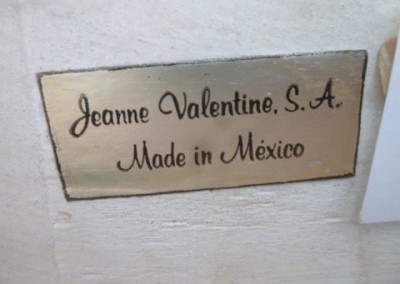 Jeanne Valentine, S. A.
Made in México